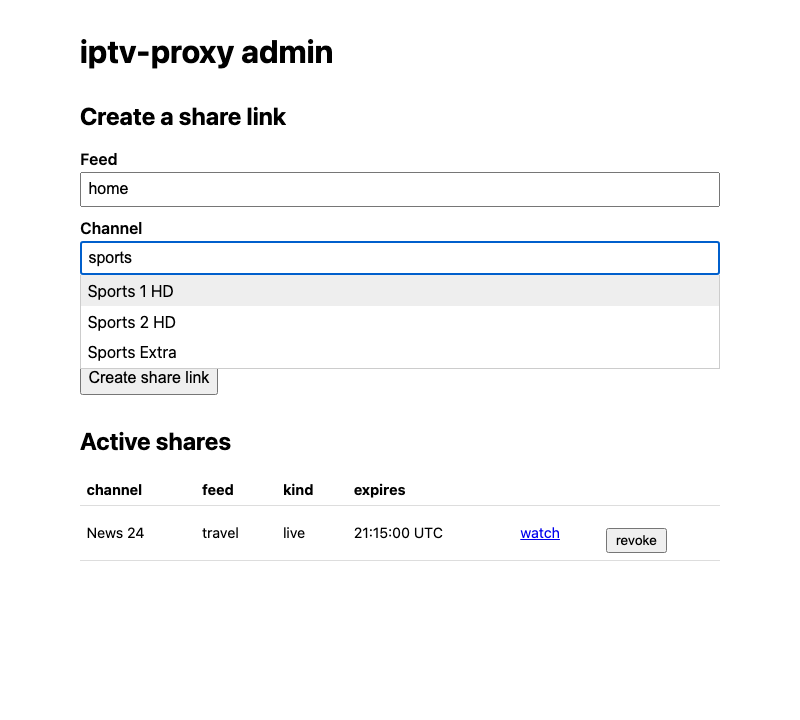 iptv-proxy admin
Create a share link
Feed
home
Channel
sports
Sports 1 HD
Sports 2 HD
Sports Extra
Create share link
Active shares
channel feed kind expires
News 24 travel live 21:15:00 UTC watch revoke